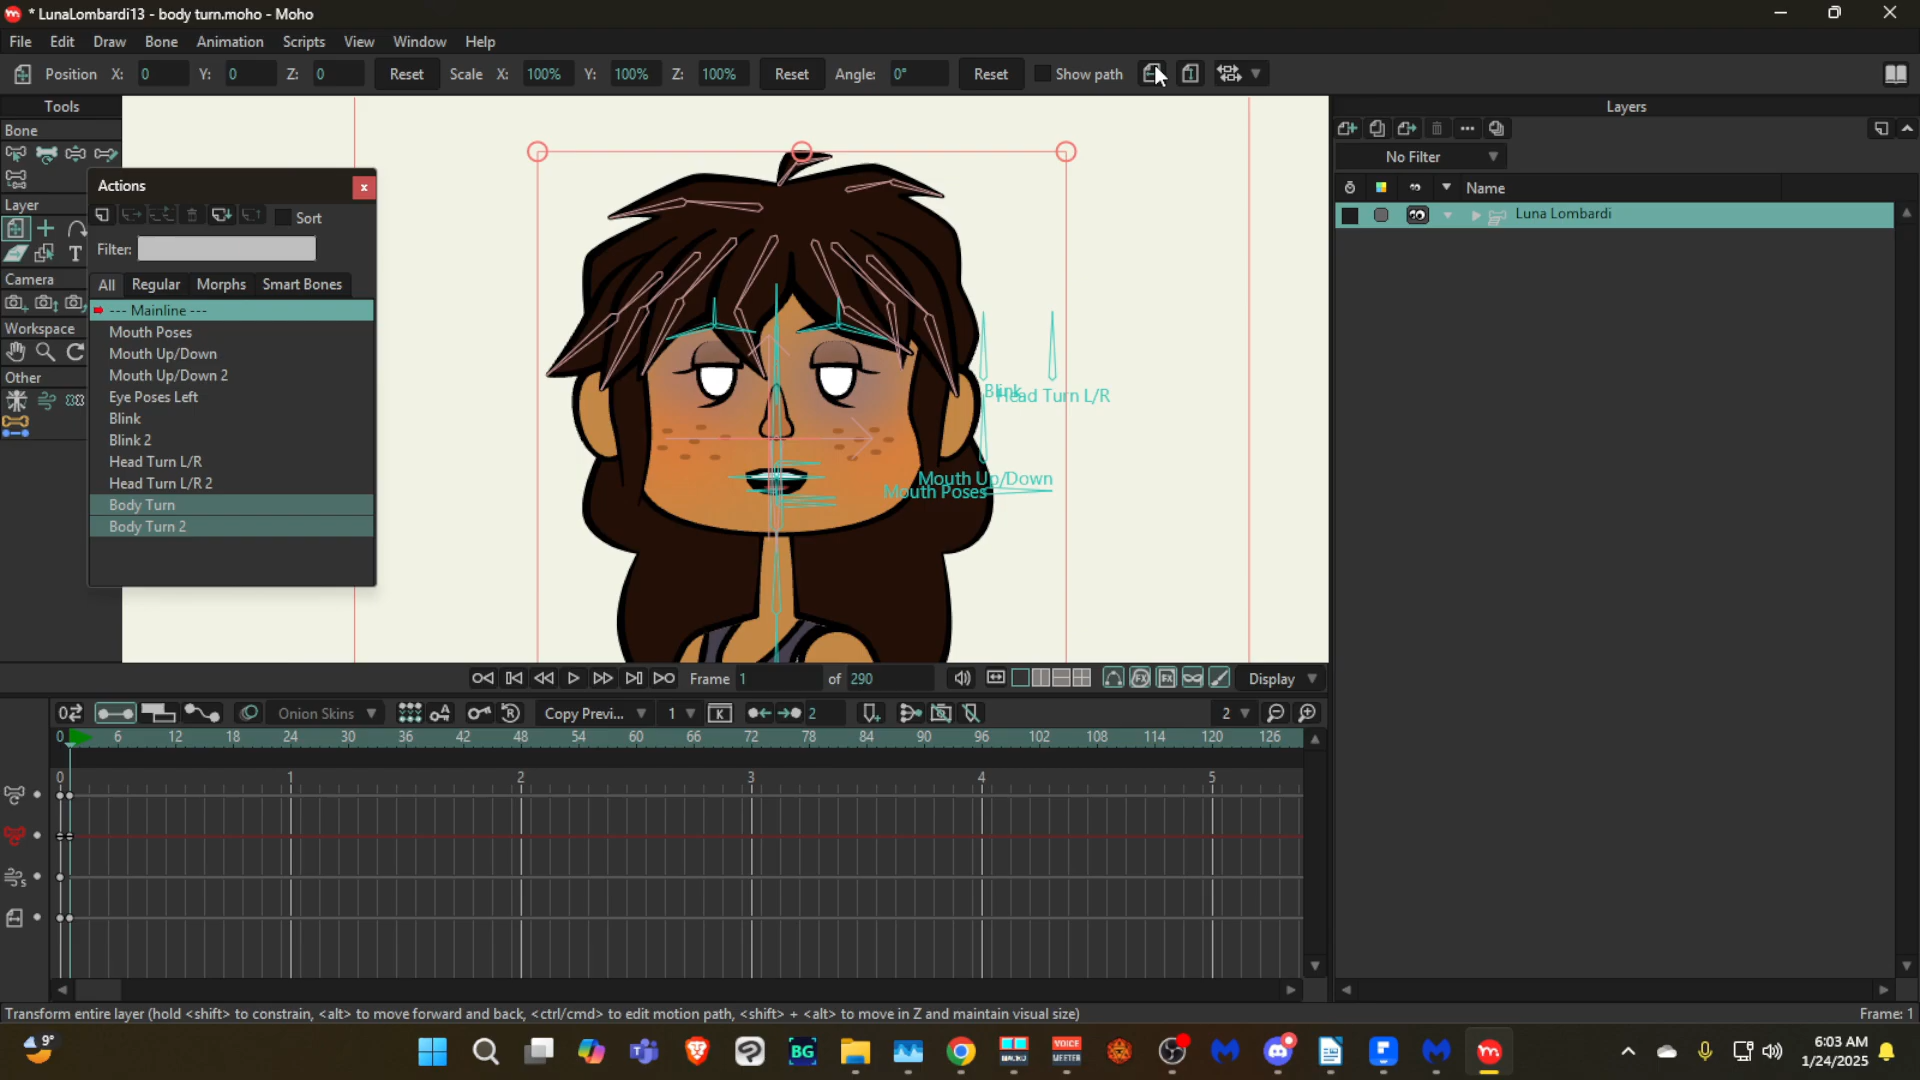 * LunaLombardi13 - body turn.moho - Moho
File Edit Draw Bone Animation Scripts View Window Help
Position X: 0 Y: 0 Z: 0 Reset Scale X: 100% Y: 100% Z: 100% Reset Angle: 0° Reset Show path
Tools
Bone
Layer
T
Camera
Workspace
Other
Actions
x
Sort
Filter:
All Regular Morphs Smart Bones
--- Mainline ---
Mouth Poses
Mouth Up/Down
Mouth Up/Down 2
Eye Poses Left
Blink
Blink 2
Head Turn L/R
Head Turn L/R 2
Body Turn
Body Turn 2
Blink
Head Turn L/R
Mouth Up/Down
Mouth Poses
Layers
No Filter
Name
Luna Lombardi
Frame 1 of 290
Display
Onion Skins
Copy Previ...
1
K
2
2
0 6 12 18 24 30 36 42 48 54 60 66 72 78 84 90 96 102 108 114 120 126
0 1 2 3 4 5
Transform entire layer (hold <shift> to constrain, <alt> to move forward and back, <ctrl/cmd> to edit motion path, <shift> + <alt> to move in Z and maintain visual size)
Frame: 1
9°
BG
MACRO
VOICE
MEETER
6:03 AM
1/24/2025